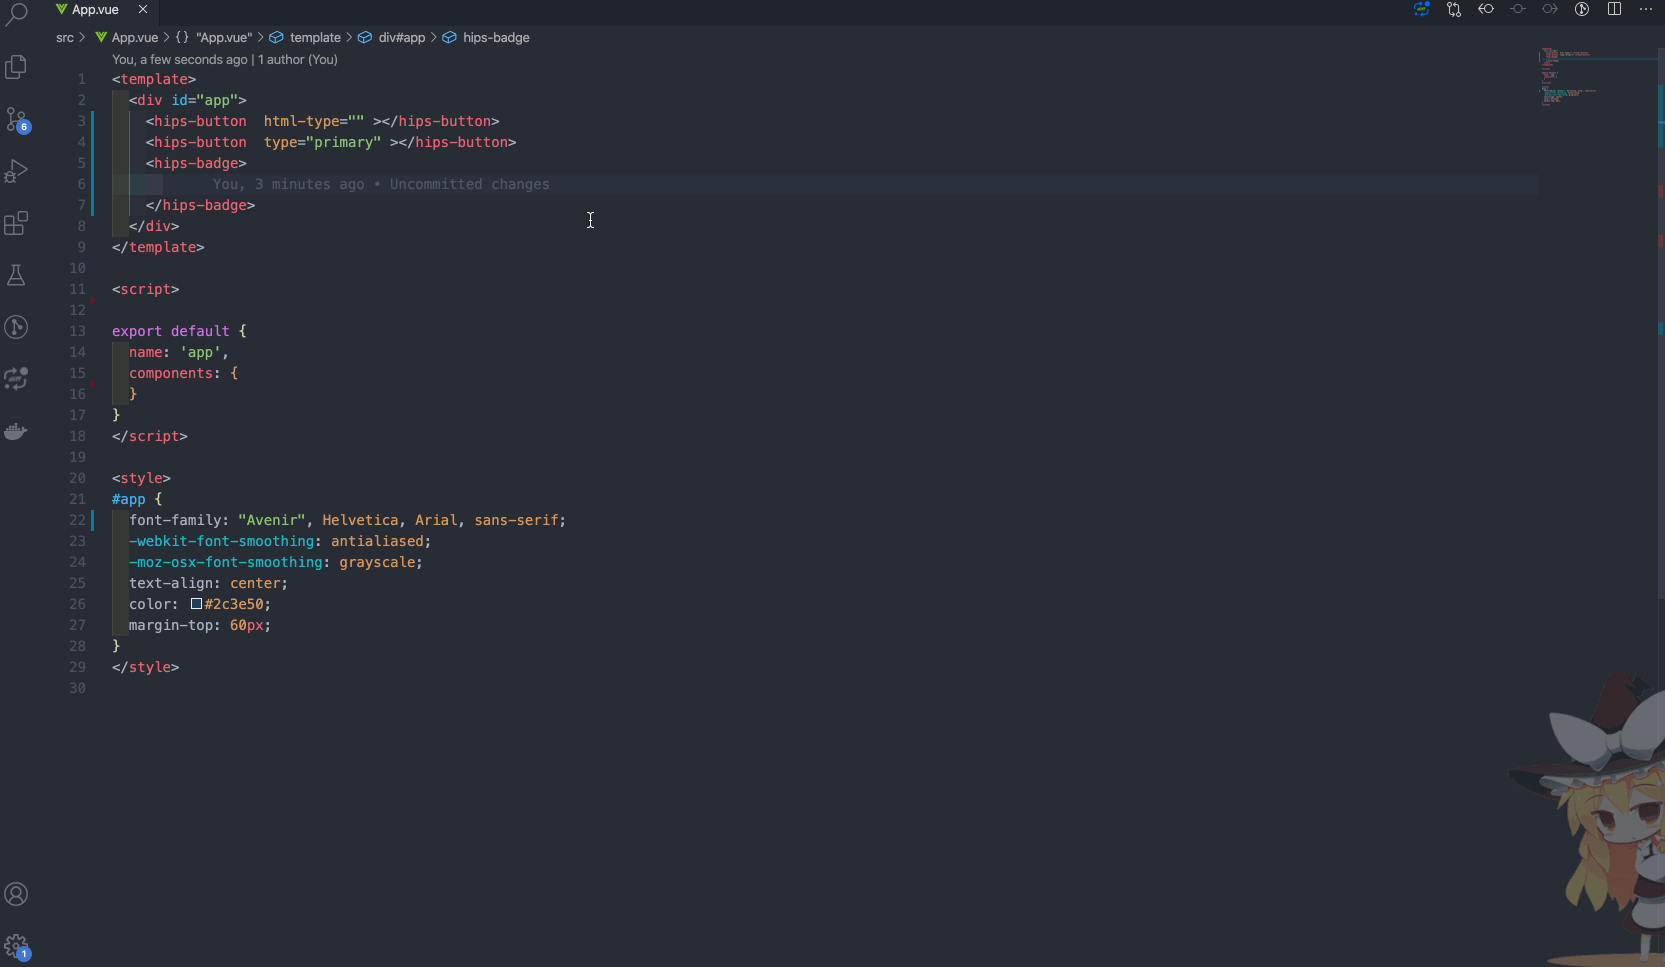 App.vue
src > App.vue > {} "App.vue" > template > div#app > hips-badge
You, a few seconds ago | 1 author (You)
1 <template>
2 <div id="app">
3 <hips-button  html-type="" ></hips-button>
4 <hips-button  type="primary" ></hips-button>
5 <hips-badge>
6 You, 3 minutes ago • Uncommitted changes
7 </hips-badge>
8 </div>
9 </template>
10
11 <script>
12
13 export default {
14 name: 'app',
15 components: {
16 }
17 }
18 </script>
19
20 <style>
21 #app {
22 font-family: "Avenir", Helvetica, Arial, sans-serif;
23 -webkit-font-smoothing: antialiased;
24 -moz-osx-font-smoothing: grayscale;
25 text-align: center;
26 color: #2c3e50;
27 margin-top: 60px;
28 }
29 </style>
30
6
1